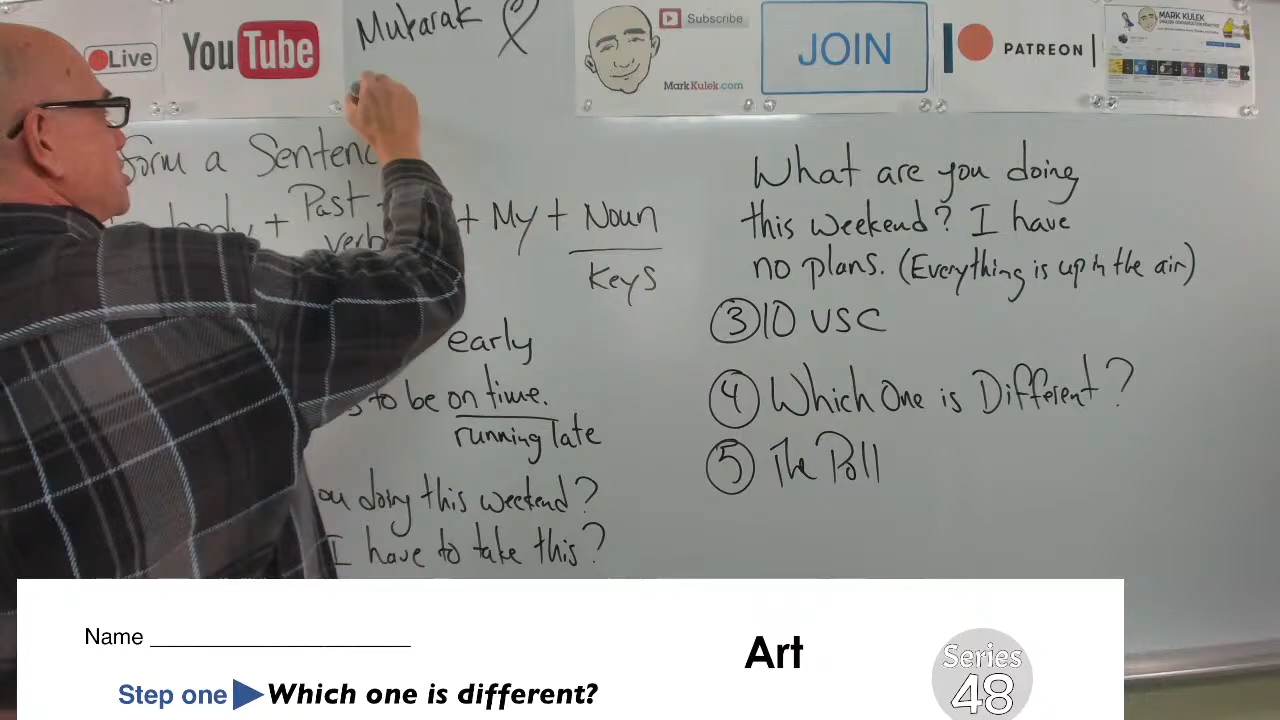 Live
YouTube
Mubarak
Subscribe
MarkKulek.com
JOIN
PATREON
MARK KULEK
form a Sentenc
body + Past + My + Noun
verb
Keys
early
to be on time.
running late
ou doing this weekend?
I have to take this?
What are you doing
this weekend? I have
no plans. (Everything is up in the air)
③ 10 USC
④ Which One is Different?
⑤ The Poll
Name
Art
Series
48
Step one Which one is different?